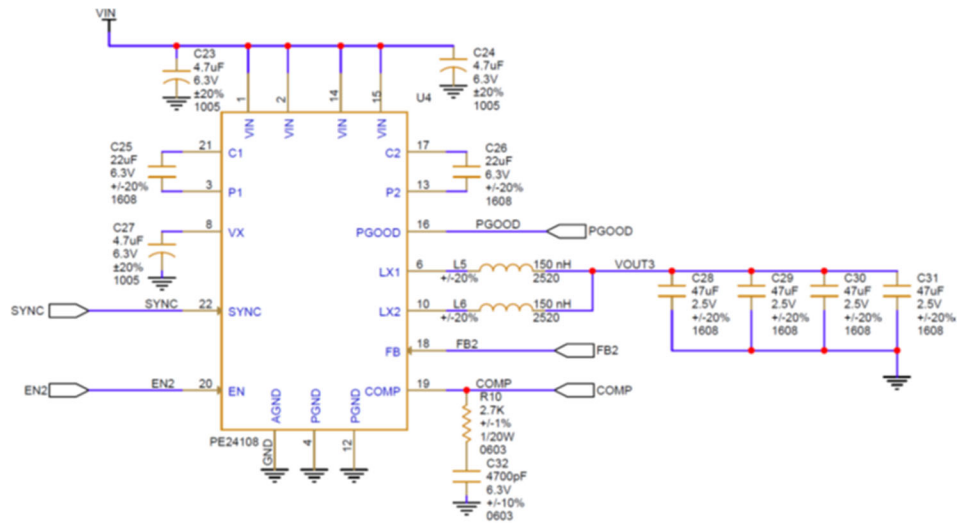 VIN
C23
4.7uF
6.3V
±20%
1005
C24
4.7uF
6.3V
±20%
1005
U4
1
2
14
15
VIN
VIN
VIN
VIN
C25
22uF
6.3V
+/-20%
1608
21
C1
3
P1
C2
17
P2
13
C26
22uF
6.3V
+/-20%
1608
C27
4.7uF
6.3V
±20%
1005
8
VX
PGOOD
16
PGOOD
PGOOD
LX1
6
L5
+/-20%
150 nH
2520
VOUT3
LX2
10
L6
+/-20%
150 nH
2520
C28
47uF
2.5V
+/-20%
1608
C29
47uF
2.5V
+/-20%
1608
C30
47uF
2.5V
+/-20%
1608
C31
47uF
2.5V
+/-20%
1608
SYNC
SYNC
22
SYNC
FB
18
FB2
FB2
EN2
EN2
20
EN
COMP
19
COMP
COMP
AGND
PGND
PGND
PE24108
GND
4
12
R10
2.7K
+/-1%
1/20W
0603
C32
4700pF
6.3V
+/-10%
0603